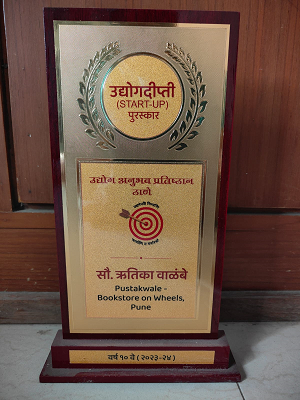 उद्योगदीप्ती
(START-UP)
पुरस्कार
उद्योग अनुभव प्रतिष्ठान
ठाणे
सौ. ऋतिका वाळंबे
Pustakwale -
Bookstore on Wheels,
Pune
वर्ष १० वे ( २०२३-२४ )